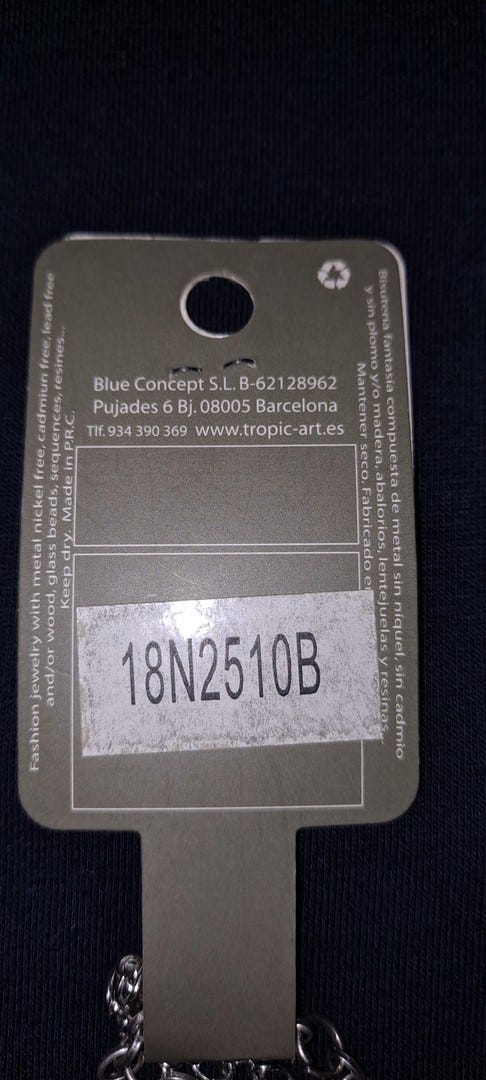 Blue Concept S.L. B-62128962
Pujades 6 Bj. 08005 Barcelona
Tlf. 934 390 369 www.tropic-art.es
18N2510B
Fashion jewelry with metal nickel free, cadmiun free, lead free
and/or wood, glass beads, sequences, resines...
Keep dry. Made in P.R.C.
Bisutería fantasía compuesta de metal sin níquel, sin cadmio
y sin plomo y/o madera, abalorios, lentejuelas y resinas...
Mantener seco. Fabricado